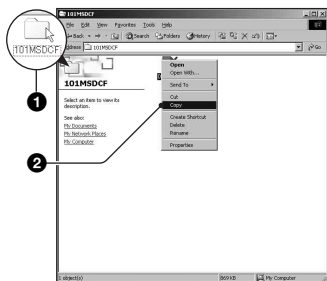 101MSDCF
File Edit View Favorites Tools Help
Back Search Folders History
Address 101MSDCF Go
101MSDCF
101MSDCF
Select an item to view its
description.
See also:
My Documents
My Network Places
My Computer
Open
Open With...
Send To
Cut
Copy
Create Shortcut
Delete
Rename
Properties
1
2
1 object(s) 869 KB My Computer